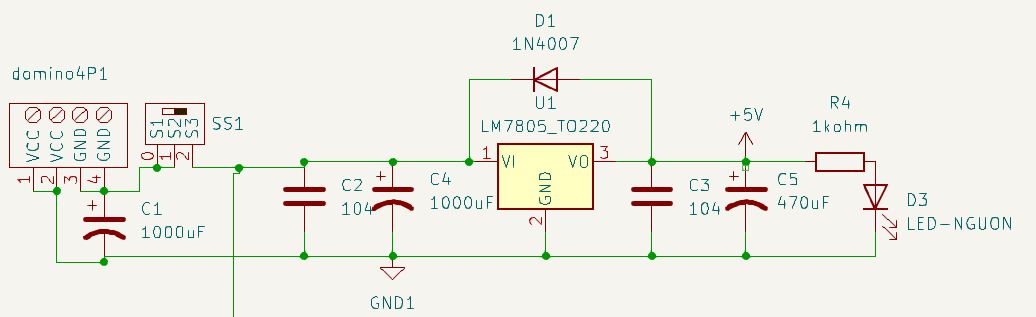 D1
1N4007
domino4P1
VCC
VCC
GND
GND
1
2
3
4
S1
S2
S3
0
1
2
SS1
U1
LM7805_TO220
1
VI
VO
3
GND
2
+5V
R4
1kohm
+
C1
1000uF
C2
104
+
C4
1000uF
C3
104
+
C5
470uF
D3
LED-NGUON
GND1